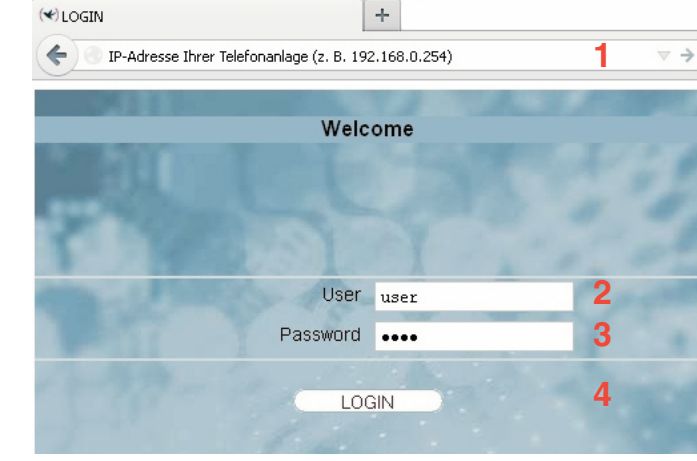 LOGIN
IP-Adresse Ihrer Telefonanlage (z. B. 192.168.0.254) 1
Welcome
User user 2
Password •••• 3
LOGIN 4